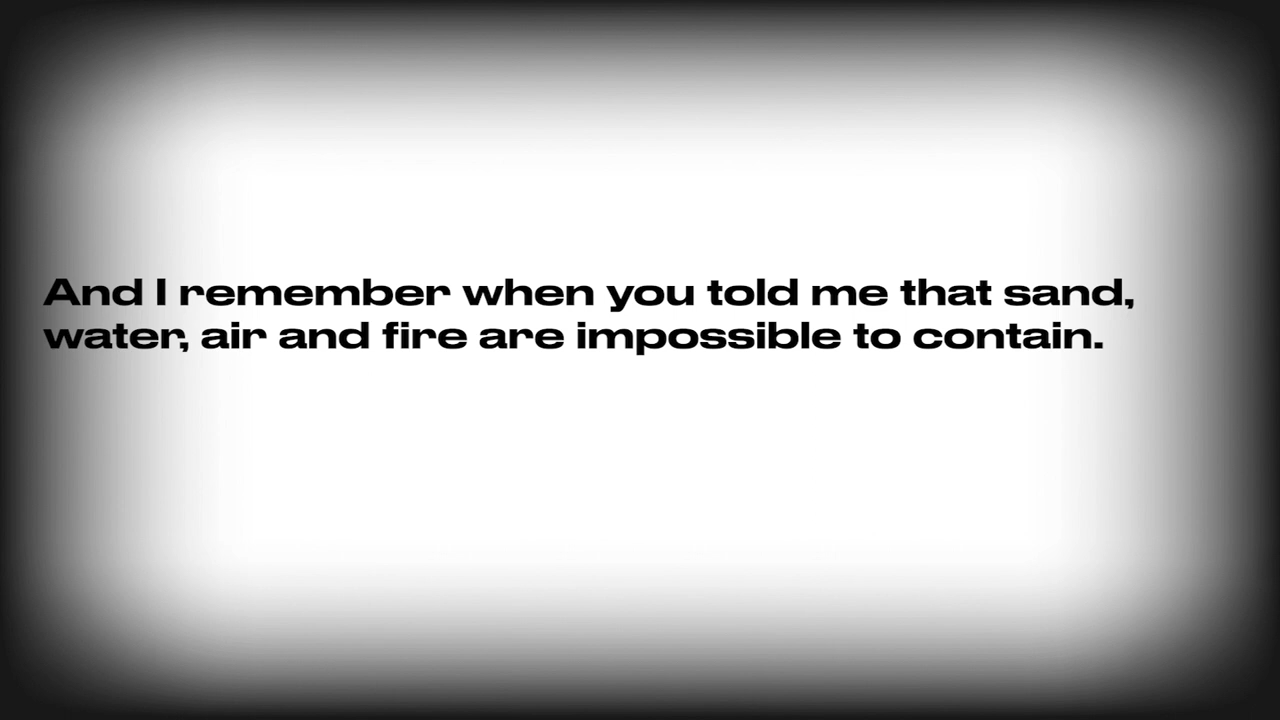 And I remember when you told me that sand,
water, air and fire are impossible to contain.